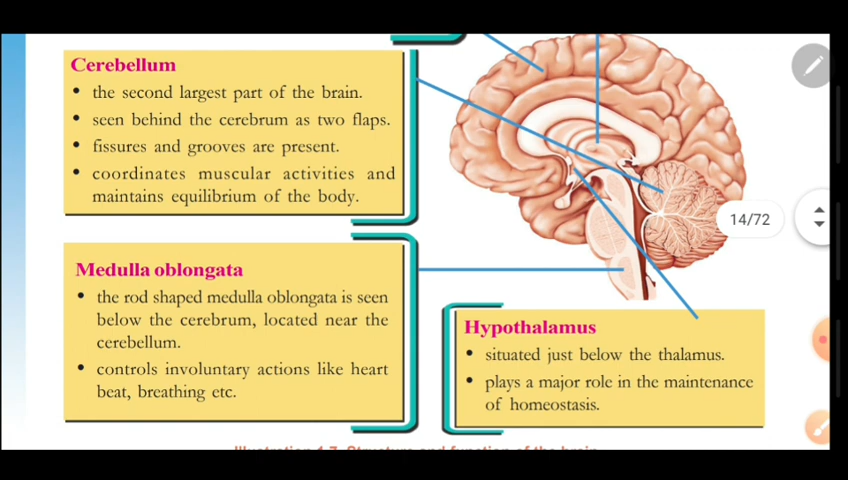 Cerebellum
• the second largest part of the brain.
• seen behind the cerebrum as two flaps.
• fissures and grooves are present.
• coordinates muscular activities and
maintains equilibrium of the body.
14/72
Medulla oblongata
• the rod shaped medulla oblongata is seen
below the cerebrum, located near the
cerebellum.
• controls involuntary actions like heart
beat, breathing etc.
Hypothalamus
• situated just below the thalamus.
• plays a major role in the maintenance
of homeostasis.